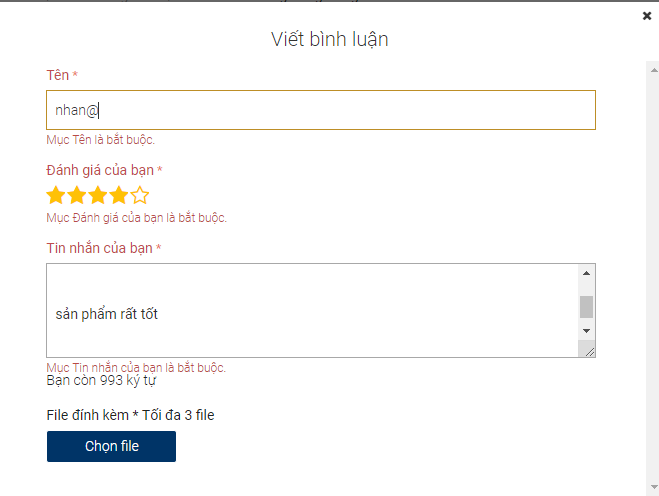 Viết bình luận
Tên *
nhan@
Mục Tên là bắt buộc.
Đánh giá của bạn *
Mục Đánh giá của bạn là bắt buộc.
Tin nhắn của bạn *
sản phẩm rất tốt
Mục Tin nhắn của bạn là bắt buộc.
Bạn còn 993 ký tự
File đính kèm * Tối đa 3 file
Chọn file